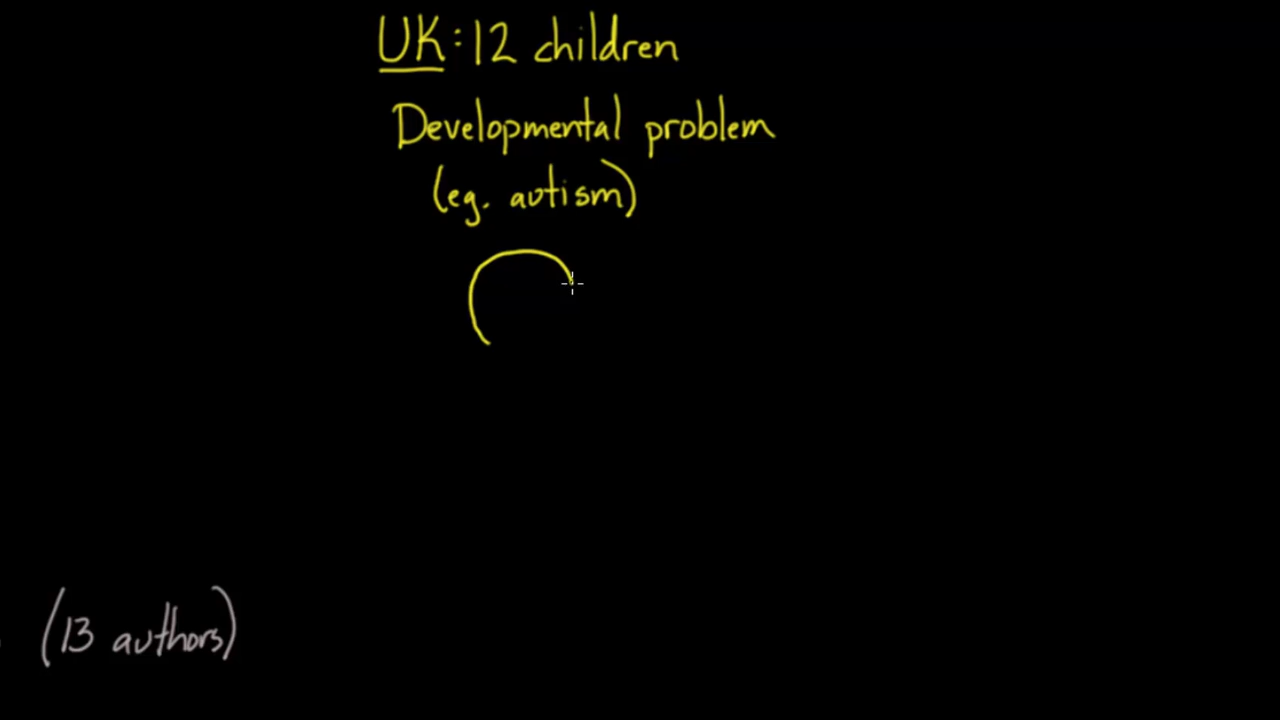 UK: 12 children
Developmental problem
(eg. autism)
(13 authors)